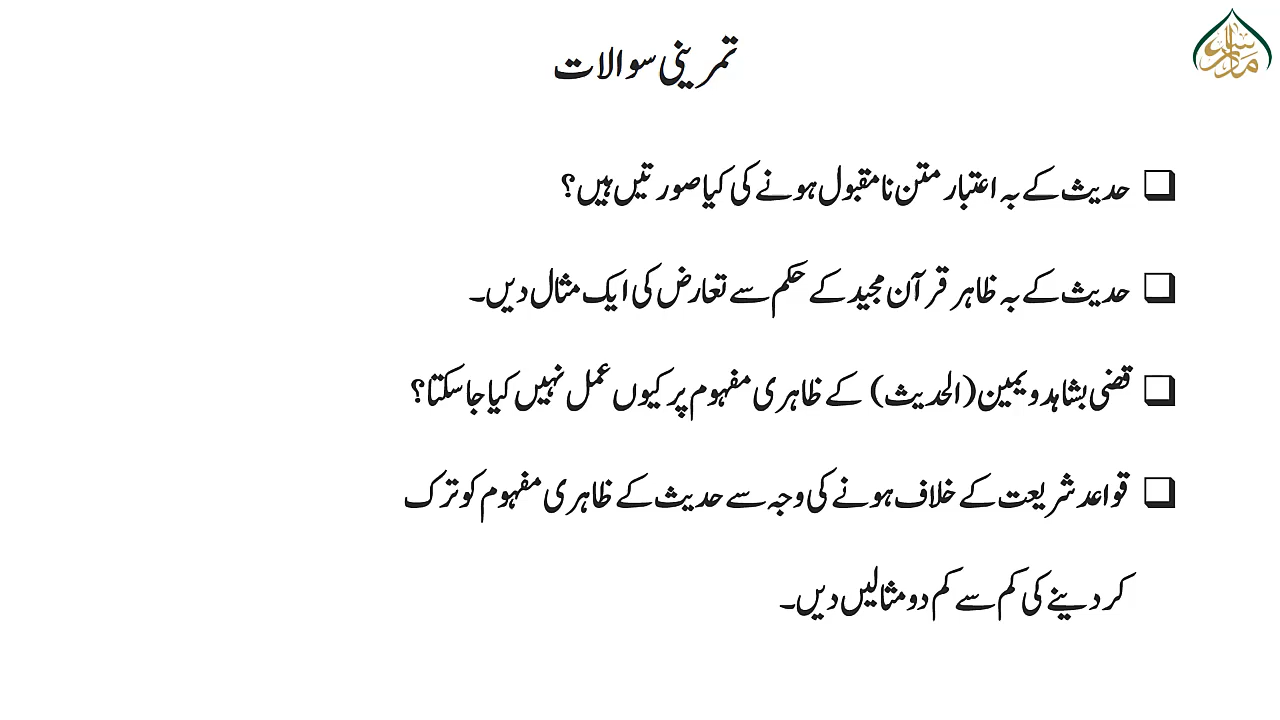 تمرینی سوالات
❑ حدیث کے بہ اعتبار متن نامقبول ہونے کی کیا صورتیں ہیں؟
❑ حدیث کے بہ ظاہر قرآن مجید کے حکم سے تعارض کی ایک مثال دیں۔
❑ قضی بشاہد و یمین (الحدیث) کے ظاہری مفہوم پر کیوں عمل نہیں کیا جاسکتا؟
❑ قواعد شریعت کے خلاف ہونے کی وجہ سے حدیث کے ظاہری مفہوم کو ترک
کر دینے کی کم سے کم دو مثالیں دیں۔